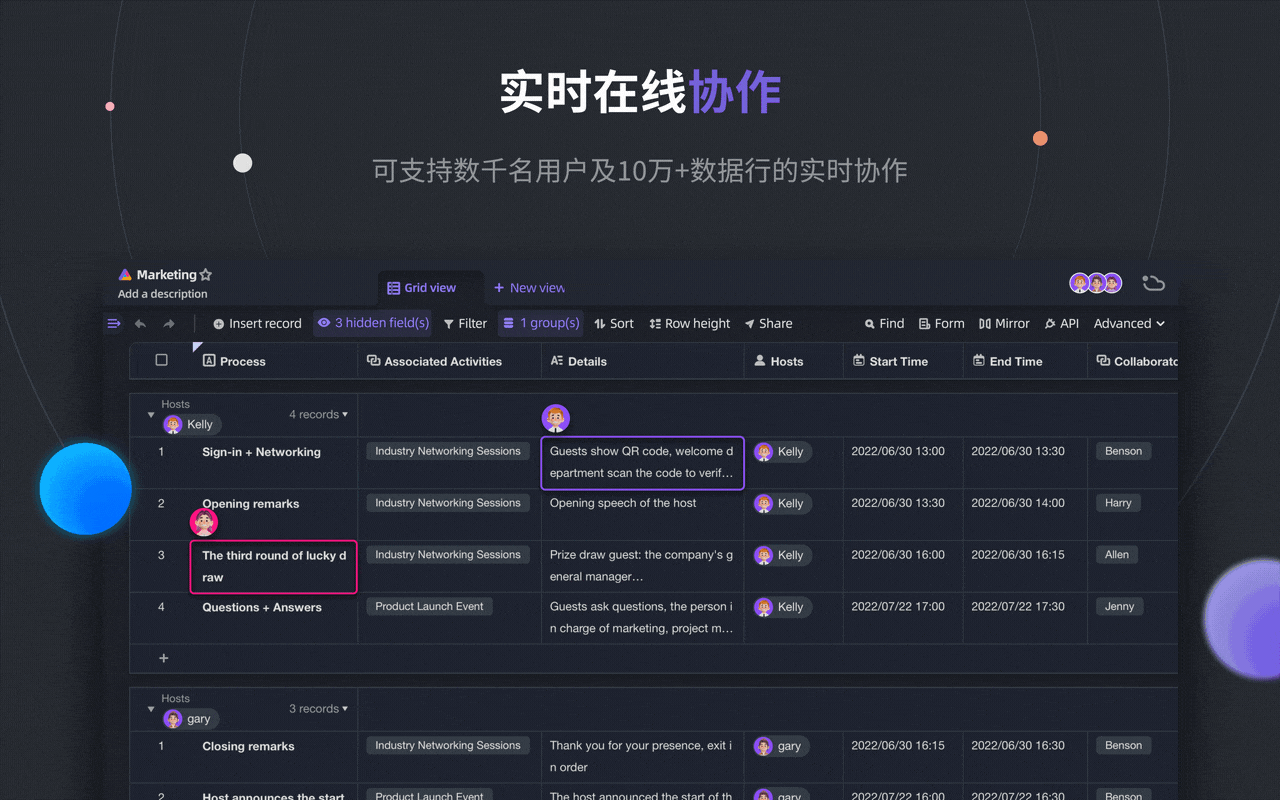 实时在线协作
可支持数千名用户及10万+数据行的实时协作
Marketing
Add a description
Grid view
+ New view
Insert record
3 hidden field(s)
Filter
1 group(s)
Sort
Row height
Share
Find
Form
Mirror
API
Advanced
Process
Associated Activities
Details
Hosts
Start Time
End Time
Collaborato
Hosts
Kelly
4 records
1
Sign-in + Networking
Industry Networking Sessions
Guests show QR code, welcome d
epartment scan the code to verif…
Kelly
2022/06/30 13:00
2022/06/30 13:30
Benson
2
Opening remarks
Industry Networking Sessions
Opening speech of the host
Kelly
2022/06/30 13:30
2022/06/30 14:00
Harry
3
The third round of lucky d
raw
Industry Networking Sessions
Prize draw guest: the company's g
eneral manager…
Kelly
2022/06/30 16:00
2022/06/30 16:15
Allen
4
Questions + Answers
Product Launch Event
Guests ask questions, the person i
n charge of marketing, project m…
Kelly
2022/07/22 17:00
2022/07/22 17:30
Jenny
+
Hosts
gary
3 records
1
Closing remarks
Industry Networking Sessions
Thank you for your presence, exit i
n order
gary
2022/06/30 16:15
2022/06/30 16:30
Benson
2
Host announces the start
Product Launch Event
The host announced the start of th
gary
2022/07/22 14:00
2022/07/22 14:30
Benson